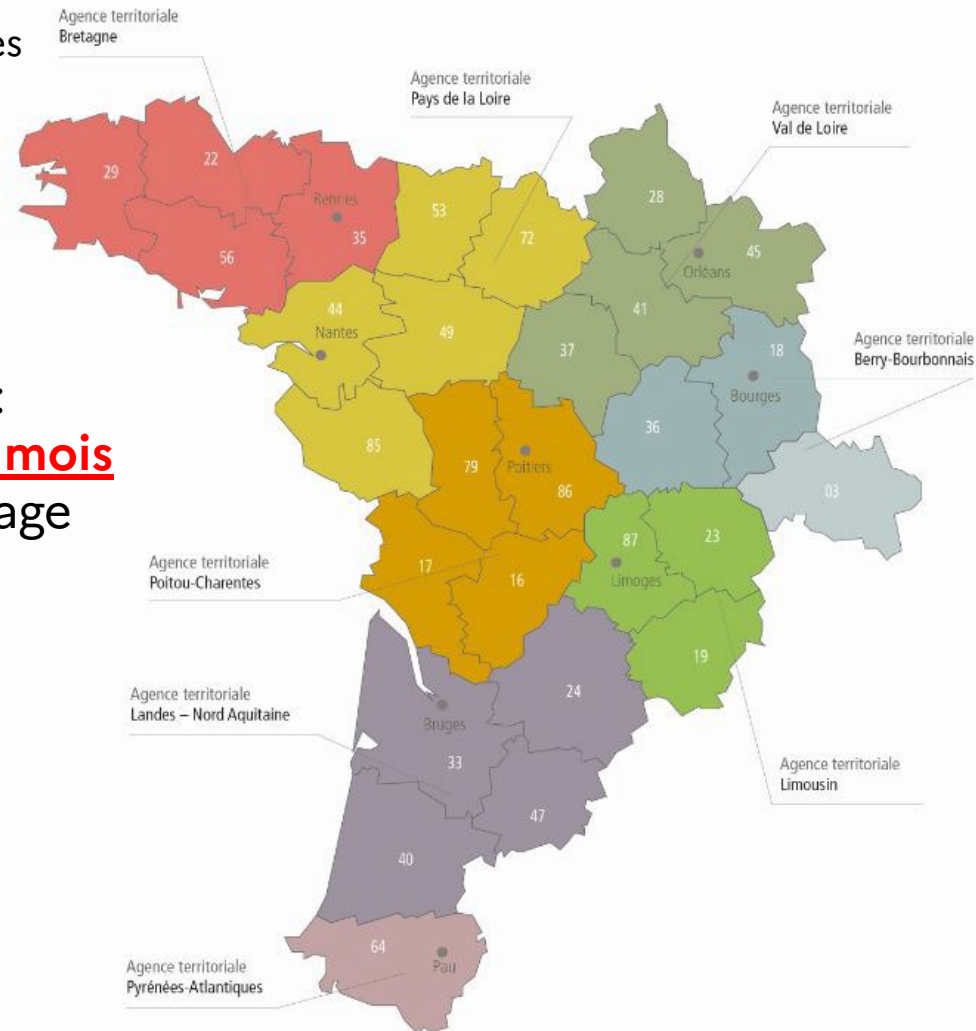 Agence territoriale
Bretagne
es
Agence territoriale
Pays de la Loire
Agence territoriale
Val de Loire
29
22
Rennes
35
56
53
72
28
Orléans
45
44
Nantes
49
41
37
18
Bourges
Agence territoriale
Berry-Bourbonnais
:
mois
age
85
79
Poitiers
86
36
03
17
16
87
Limoges
23
Agence territoriale
Poitou-Charentes
19
24
Agence territoriale
Landes – Nord Aquitaine
Bruges
33
47
Agence territoriale
Limousin
40
64
Pau
Agence territoriale
Pyrénées-Atlantiques